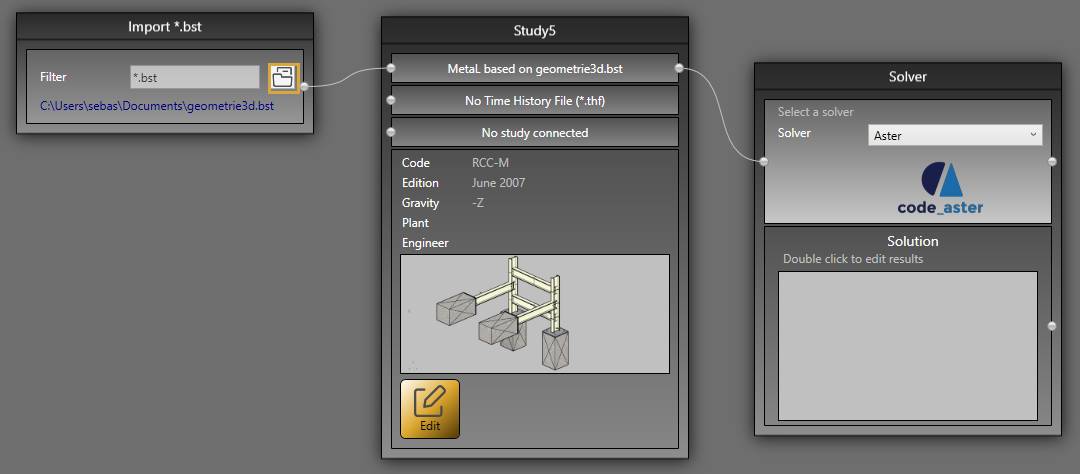 Import *.bst
Filter
*.bst
C:\Users\sebas\Documents\geometrie3d.bst
Study5
MetaL based on geometrie3d.bst
No Time History File (*.thf)
No study connected
Code RCC-M
Edition June 2007
Gravity -Z
Plant
Engineer
Edit
Solver
Select a solver
Solver Aster
code_aster
Solution
Double click to edit results